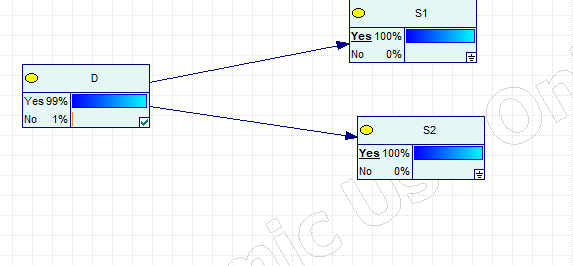 S1
Yes 100%
No 0%
D
Yes 99%
No 1%
S2
Yes 100%
No 0%